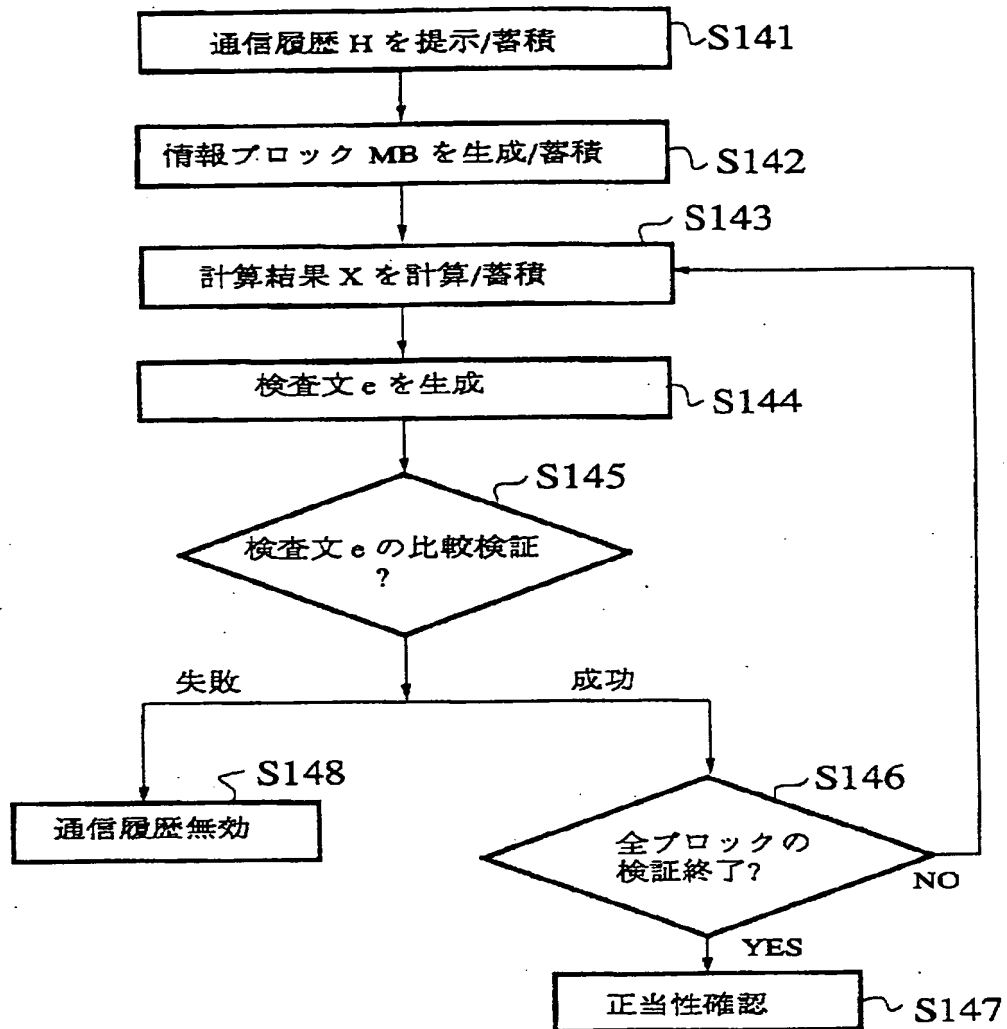 通信履歴 H を提示/蓄積
S141
情報ブロック MB を生成/蓄積
S142
S143
計算結果 X を計算/蓄積
検査文 e を生成
S144
S145
検査文 e の比較検証
?
失敗
成功
S148
通信履歴無効
S146
全ブロックの
検証終了?
NO
YES
正当性確認
S147